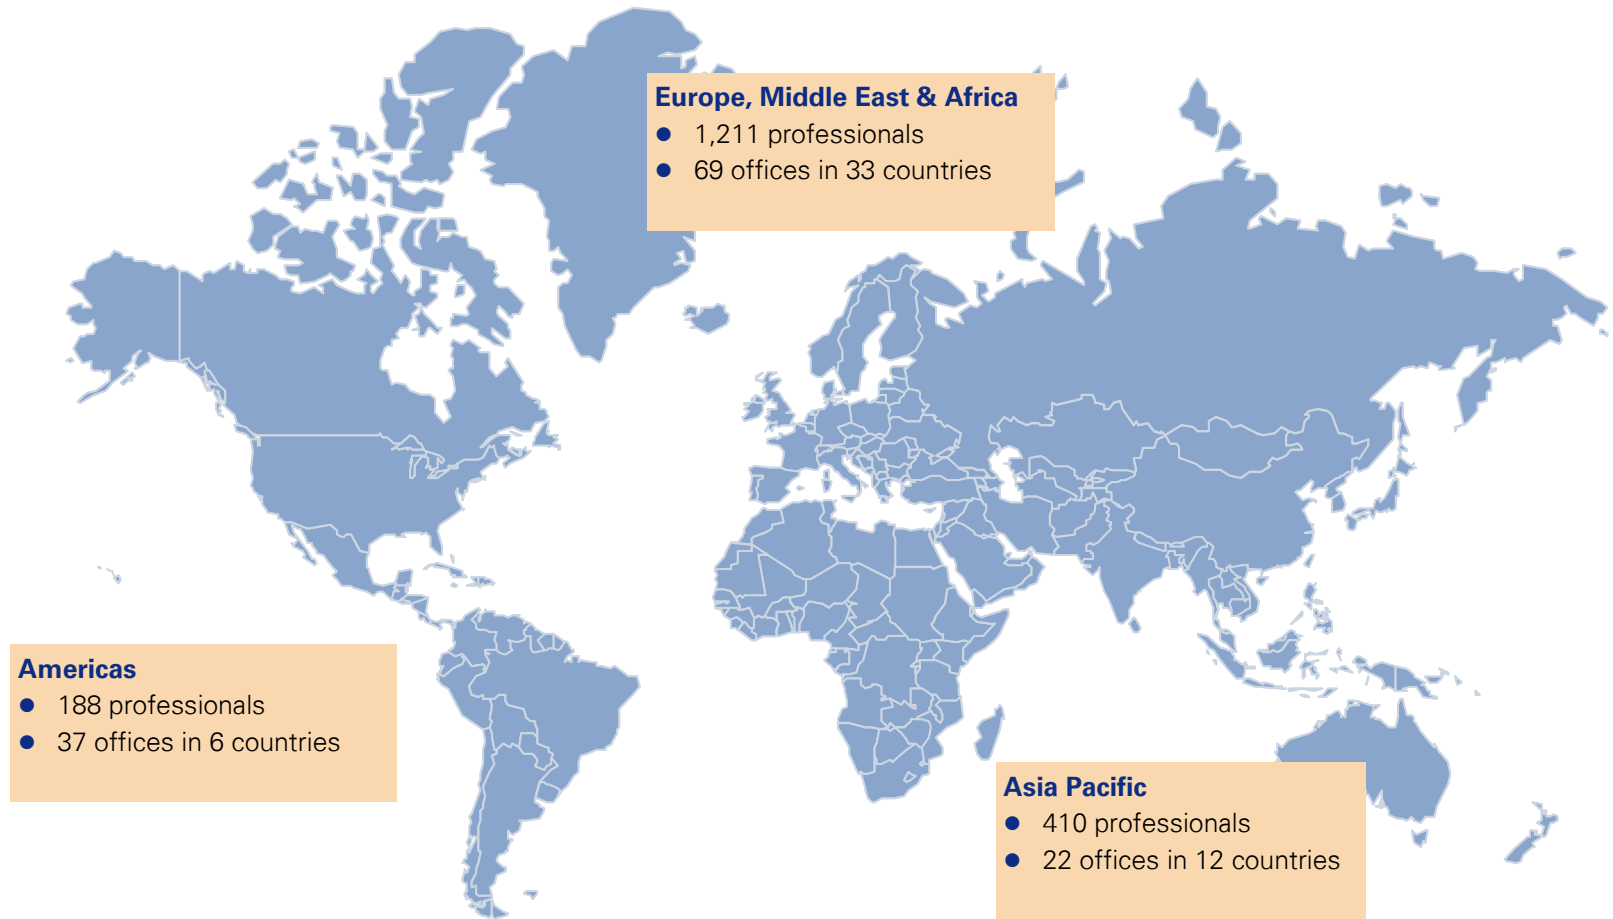 Europe, Middle East & Africa
● 1,211 professionals
● 69 offices in 33 countries
Americas
● 188 professionals
● 37 offices in 6 countries
Asia Pacific
● 410 professionals
● 22 offices in 12 countries